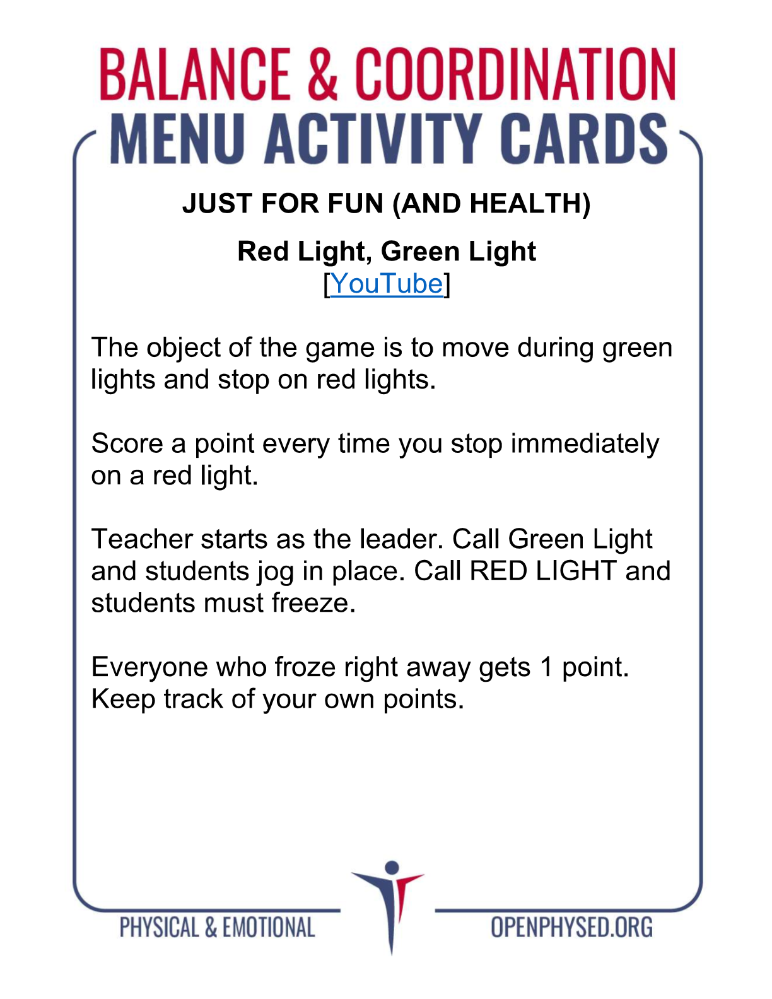 BALANCE & COORDINATION
MENU ACTIVITY CARDS
JUST FOR FUN (AND HEALTH)
Red Light, Green Light
[YouTube]
The object of the game is to move during green
lights and stop on red lights.
Score a point every time you stop immediately
on a red light.
Teacher starts as the leader. Call Green Light
and students jog in place. Call RED LIGHT and
students must freeze.
Everyone who froze right away gets 1 point.
Keep track of your own points.
PHYSICAL & EMOTIONAL
OPENPHYSED.ORG